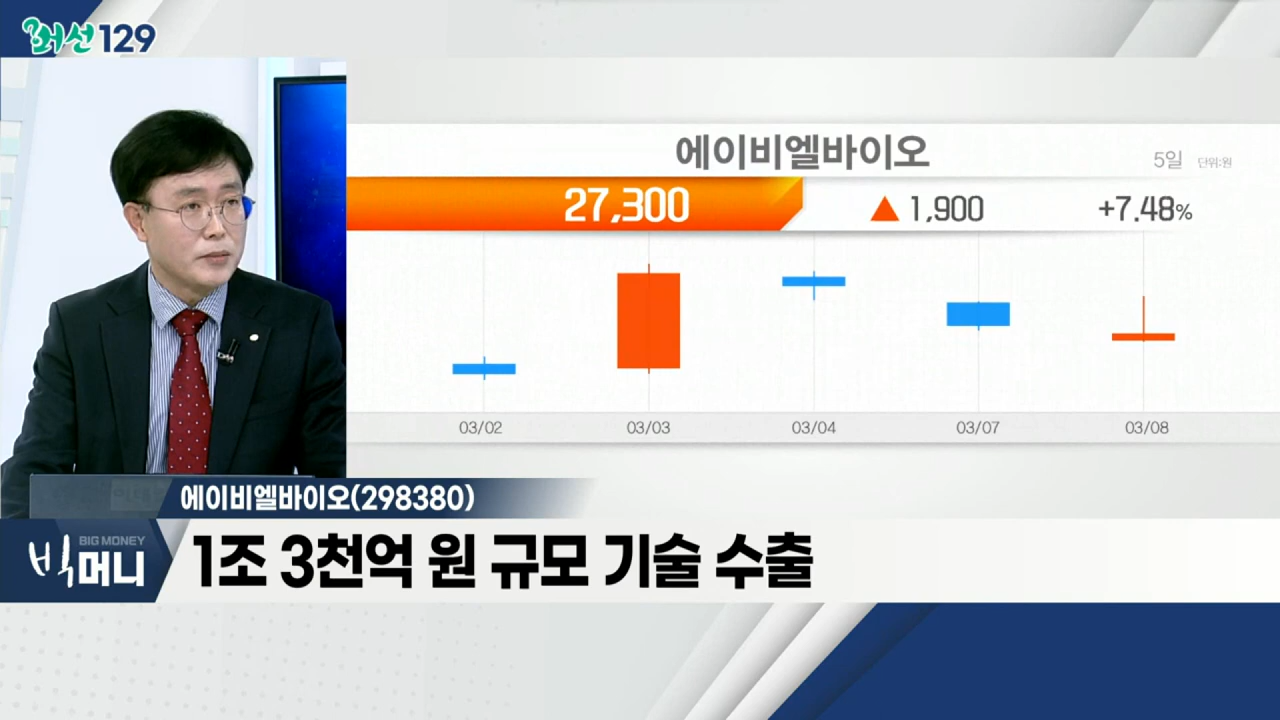 머선129
에이비엘바이오
5일 단위:원
27,300 ▲ 1,900 +7.48%
03/02 03/03 03/04 03/07 03/08
에이비엘바이오(298380)
BIG MONEY
빅머니
1조 3천억 원 규모 기술 수출